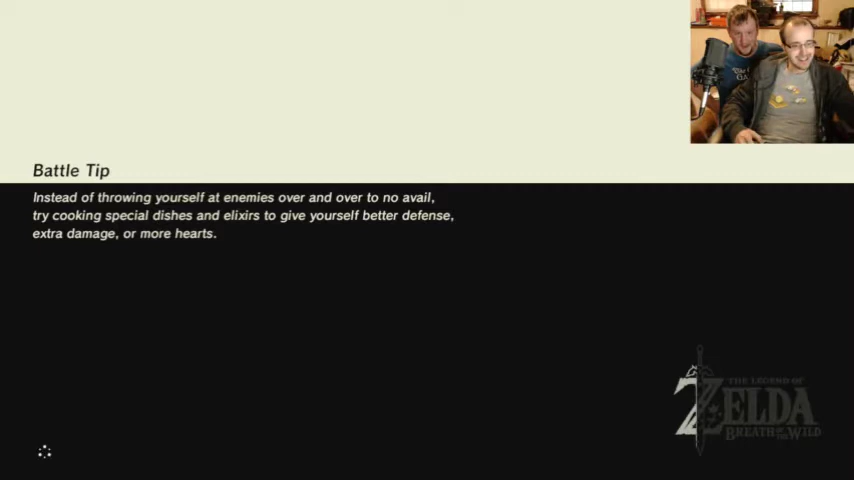 Battle Tip
Instead of throwing yourself at enemies over and over to no avail,
try cooking special dishes and elixirs to give yourself better defense,
extra damage, or more hearts.
THE LEGEND OF
ZELDA
BREATH OF THE WILD